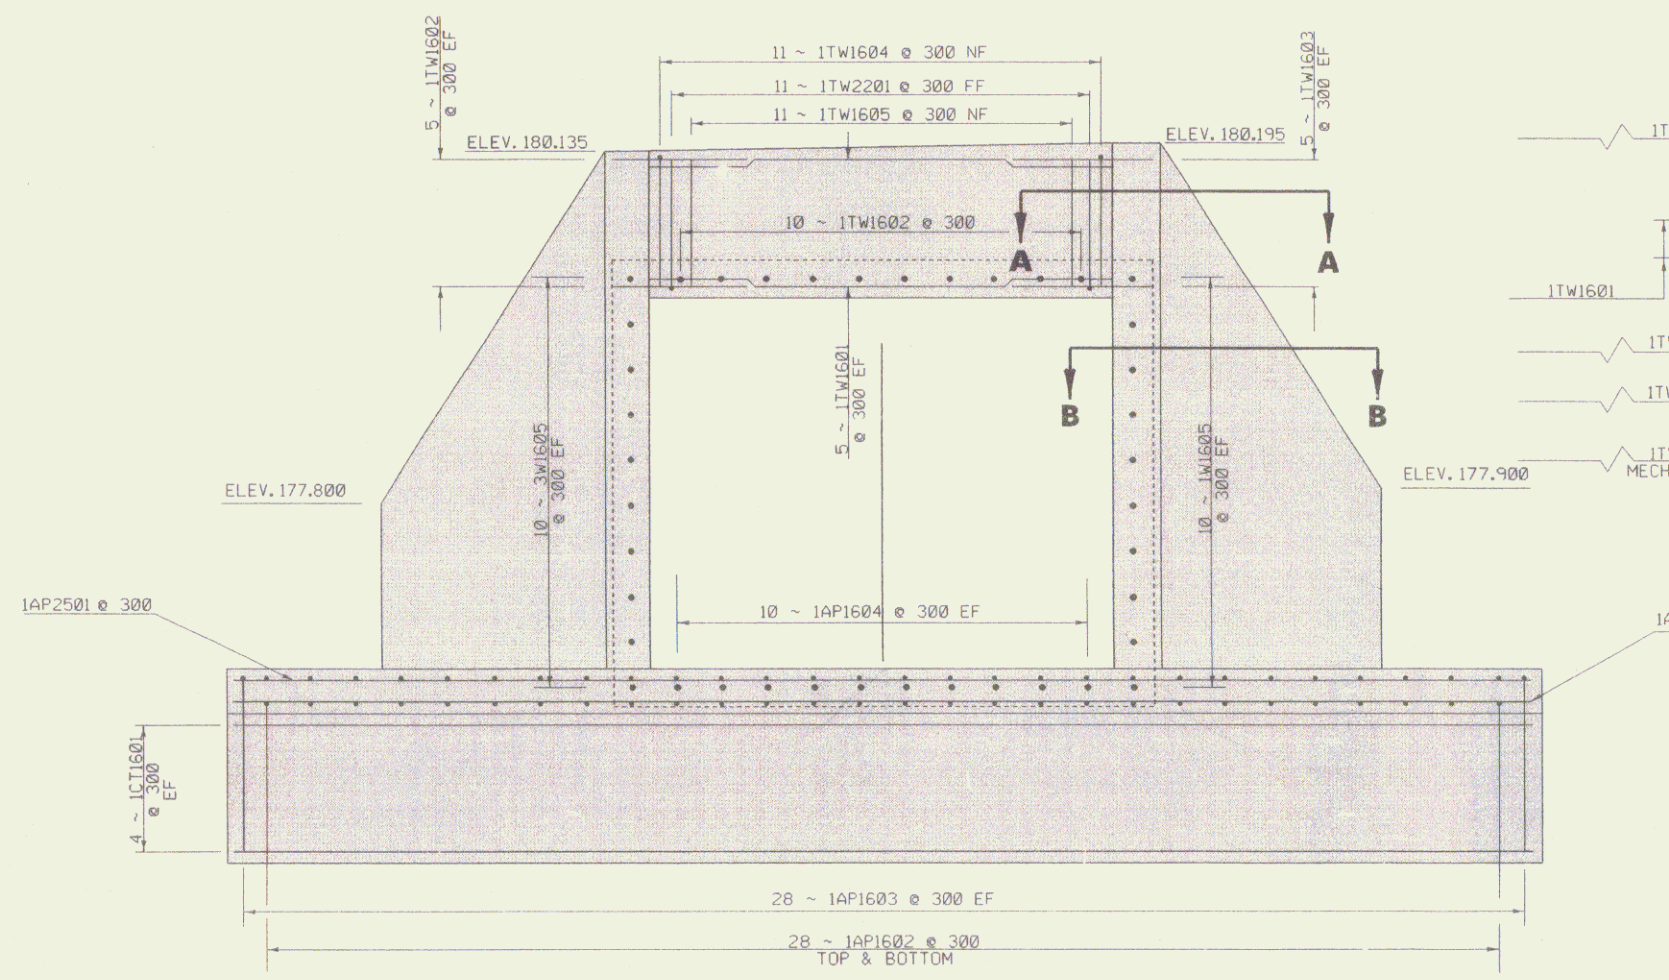 5 ~ 1TW1602
@ 300 EF
11 ~ 1TW1604 @ 300 NF
11 ~ 1TW2201 @ 300 FF
11 ~ 1TW1605 @ 300 NF
5 ~ 1TW1603
@ 300 EF
ELEV. 180.135
ELEV. 180.195
10 ~ 1TW1602 @ 300
A
A
1TW1601
5 ~ 1TW1601
@ 300 EF
B
B
10 ~ 3W1605
@ 300 EF
10 ~ 1W1605
@ 300 EF
ELEV. 177.800
ELEV. 177.900
MECH
1AP2501 @ 300
10 ~ 1AP1604 @ 300 EF
4 ~ 1CT1601
@ 300
EF
28 ~ 1AP1603 @ 300 EF
28 ~ 1AP1602 @ 300
TOP & BOTTOM